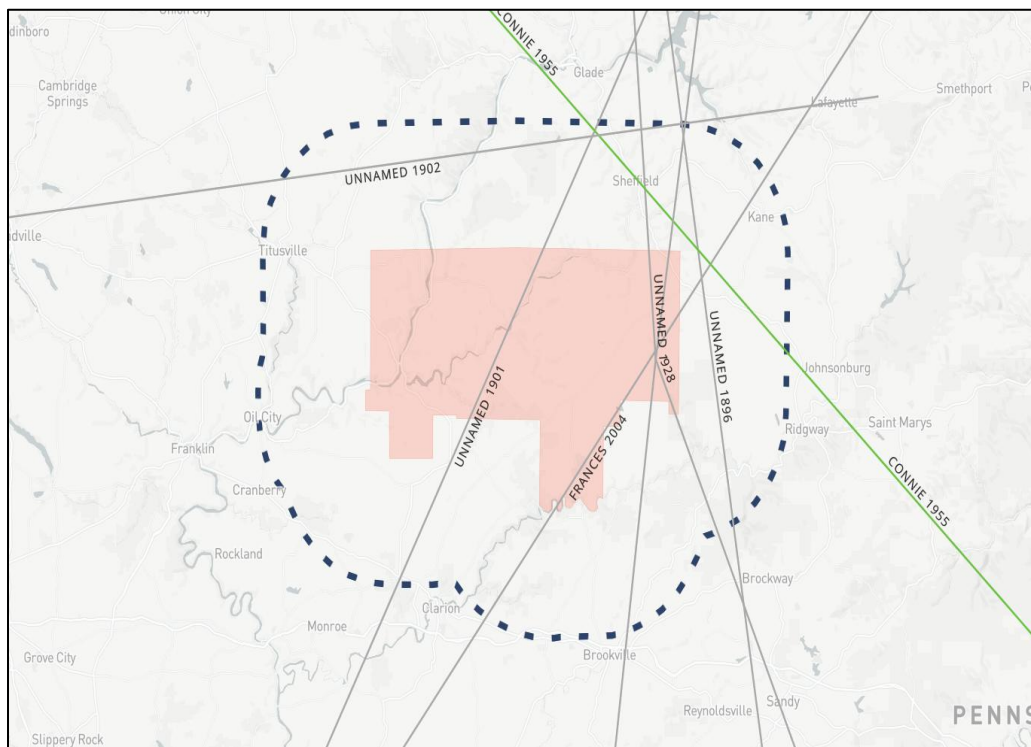 Union City
dinboro
CONNIE 1955
Glade
Cambridge
Springs
Smethport
Lafayette
UNNAMED 1902
Sheffield
Kane
adville
Titusville
UNNAMED 1928
UNNAMED 1896
UNNAMED 1901
Johnsonburg
Oil City
Franklin
FRANCES 2004
Ridgway
Saint Marys
Cranberry
CONNIE 1955
Rockland
Brockway
Clarion
Monroe
Brookville
Grove City
Sandy
Reynoldsville
PENNS
Slippery Rock